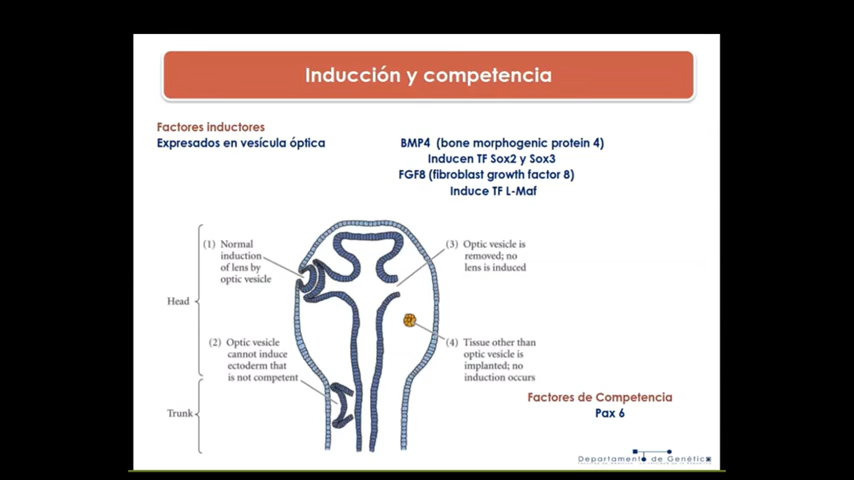 Inducción y competencia
Factores inductores
Expresados en vesícula óptica
BMP4 (bone morphogenic protein 4)
Inducen TF Sox2 y Sox3
FGF8 (fibroblast growth factor 8)
Induce TF L-Maf
(1) Normal
induction
of lens by
optic vesicle
(3) Optic vesicle is
removed; no
lens is induced
Head
(2) Optic vesicle
cannot induce
ectoderm that
is not competent
(4) Tissue other than
optic vesicle is
implanted; no
induction occurs
Trunk
Factores de Competencia
Pax 6
Departamento de Genética